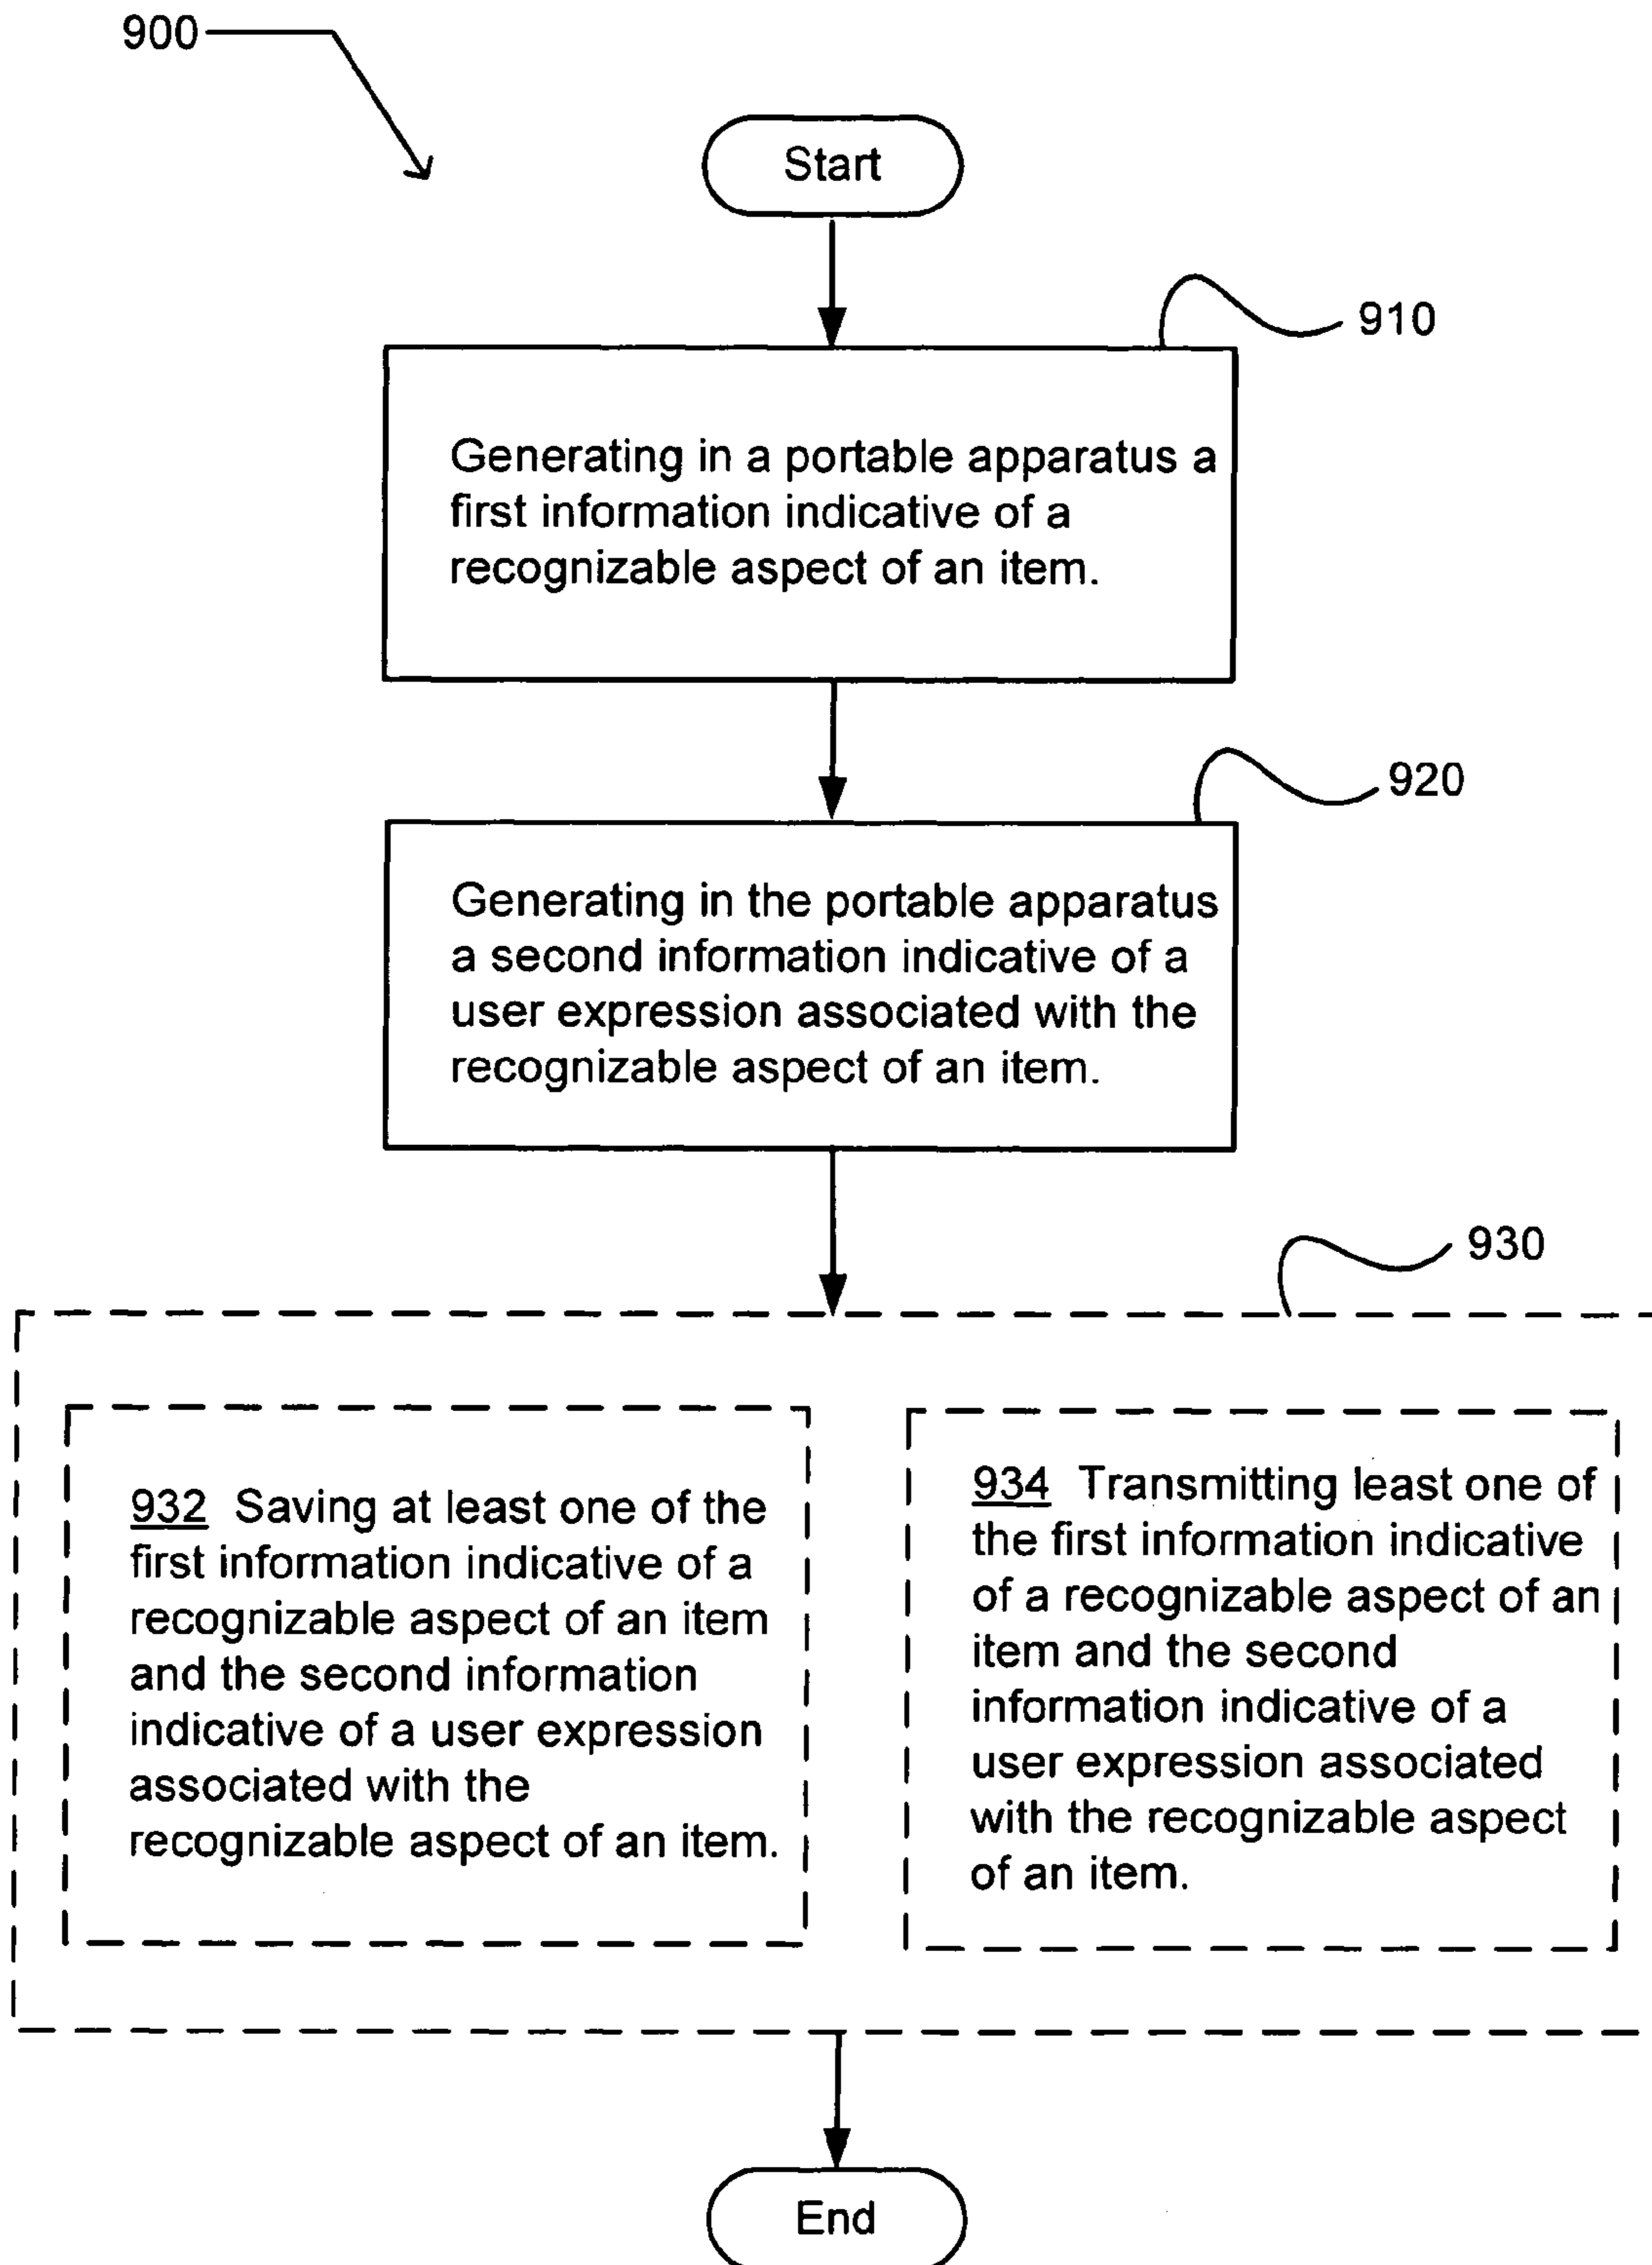 900
Start
910
Generating in a portable apparatus a
first information indicative of a
recognizable aspect of an item.
920
Generating in the portable apparatus
a second information indicative of a
user expression associated with the
recognizable aspect of an item.
930
932 Saving at least one of the
first information indicative of a
recognizable aspect of an item
and the second information
indicative of a user expression
associated with the
recognizable aspect of an item.
934 Transmitting least one of
the first information indicative
of a recognizable aspect of an
item and the second
information indicative of a
user expression associated
with the recognizable aspect
of an item.
End